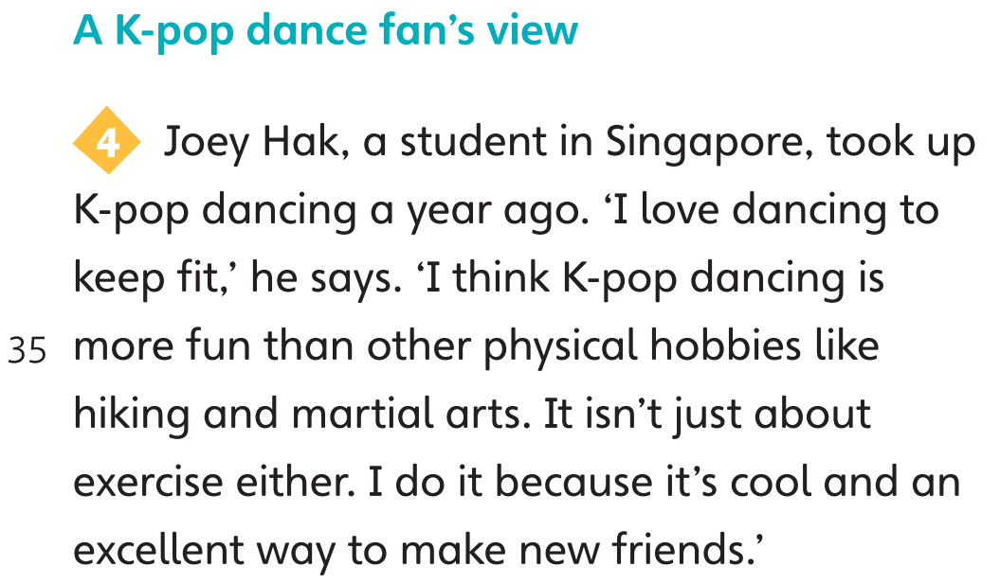 A K-pop dance fan’s view
4 Joey Hak, a student in Singapore, took up
K-pop dancing a year ago. ‘I love dancing to
keep fit,’ he says. ‘I think K-pop dancing is
35 more fun than other physical hobbies like
hiking and martial arts. It isn’t just about
exercise either. I do it because it’s cool and an
excellent way to make new friends.’